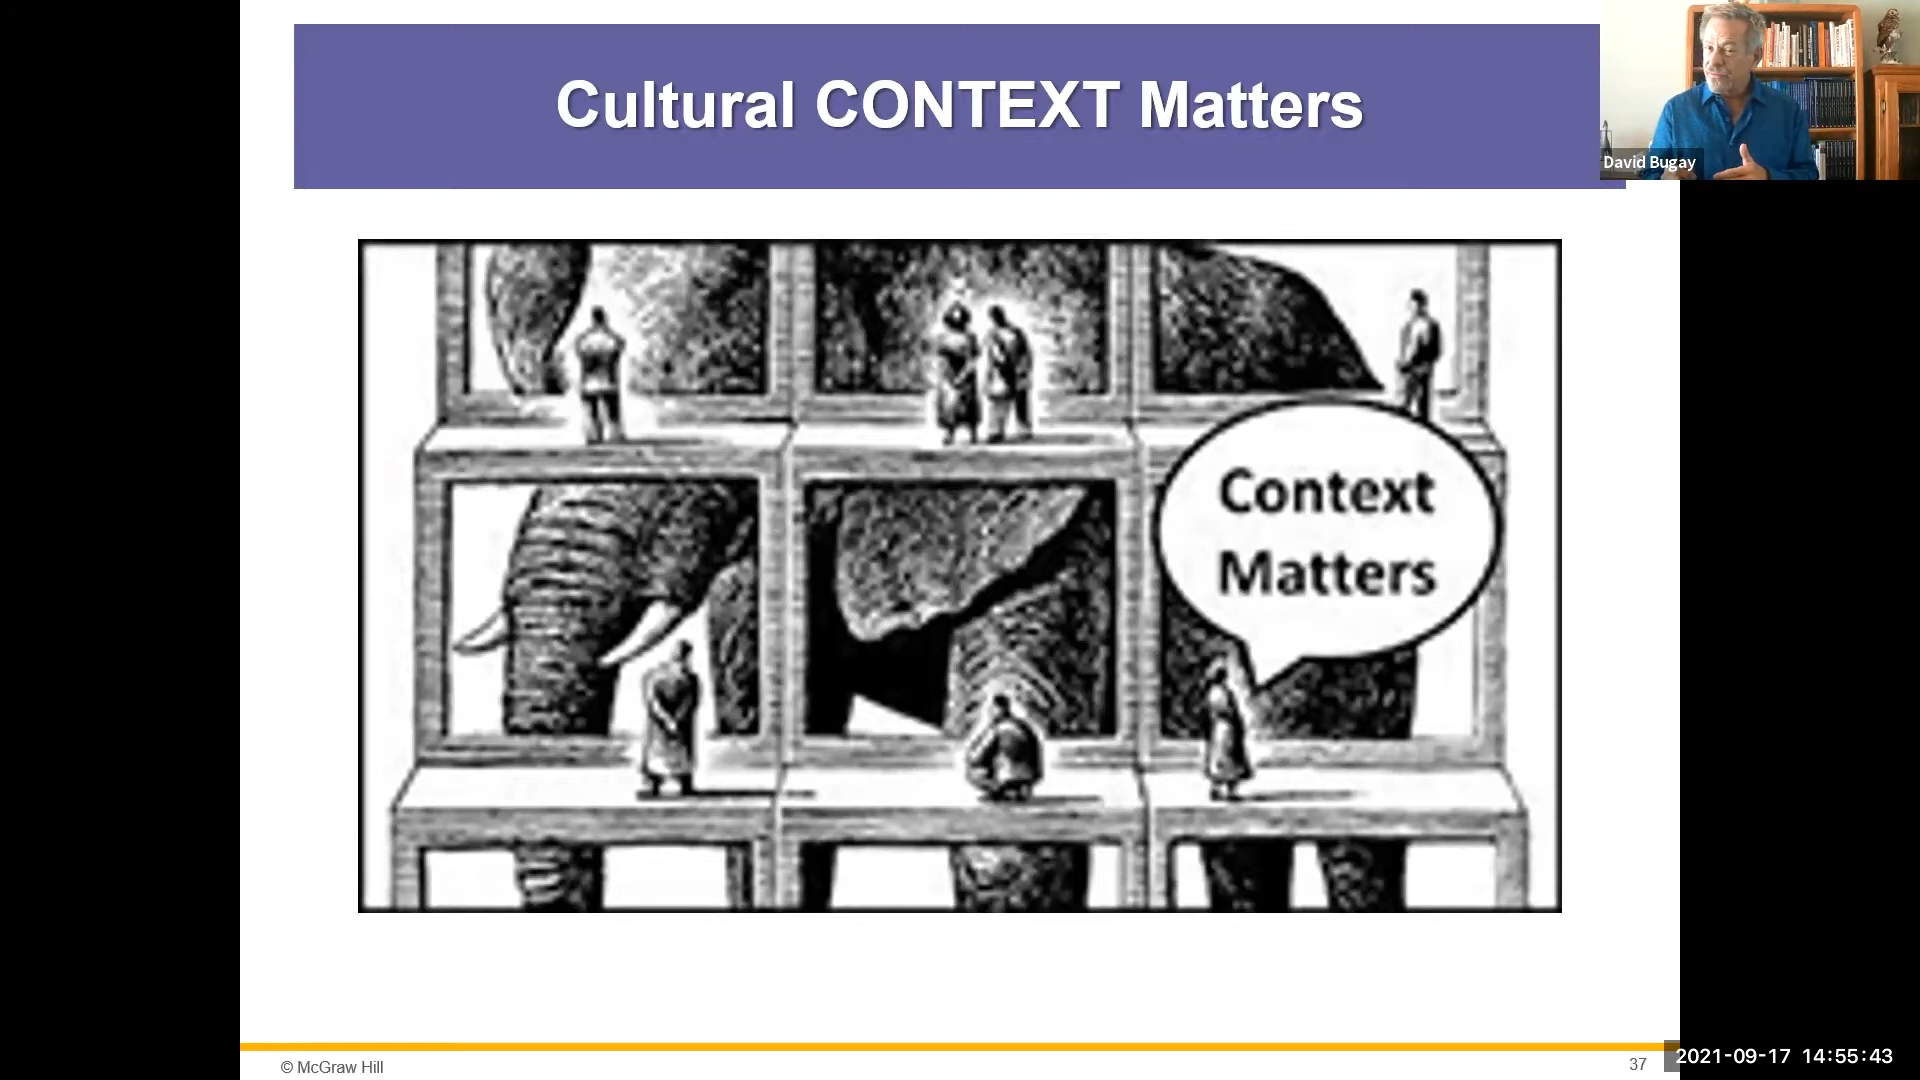 Cultural CONTEXT Matters
David Bugay
Context
Matters
© McGraw Hill
37
2021-09-17 14:55:43